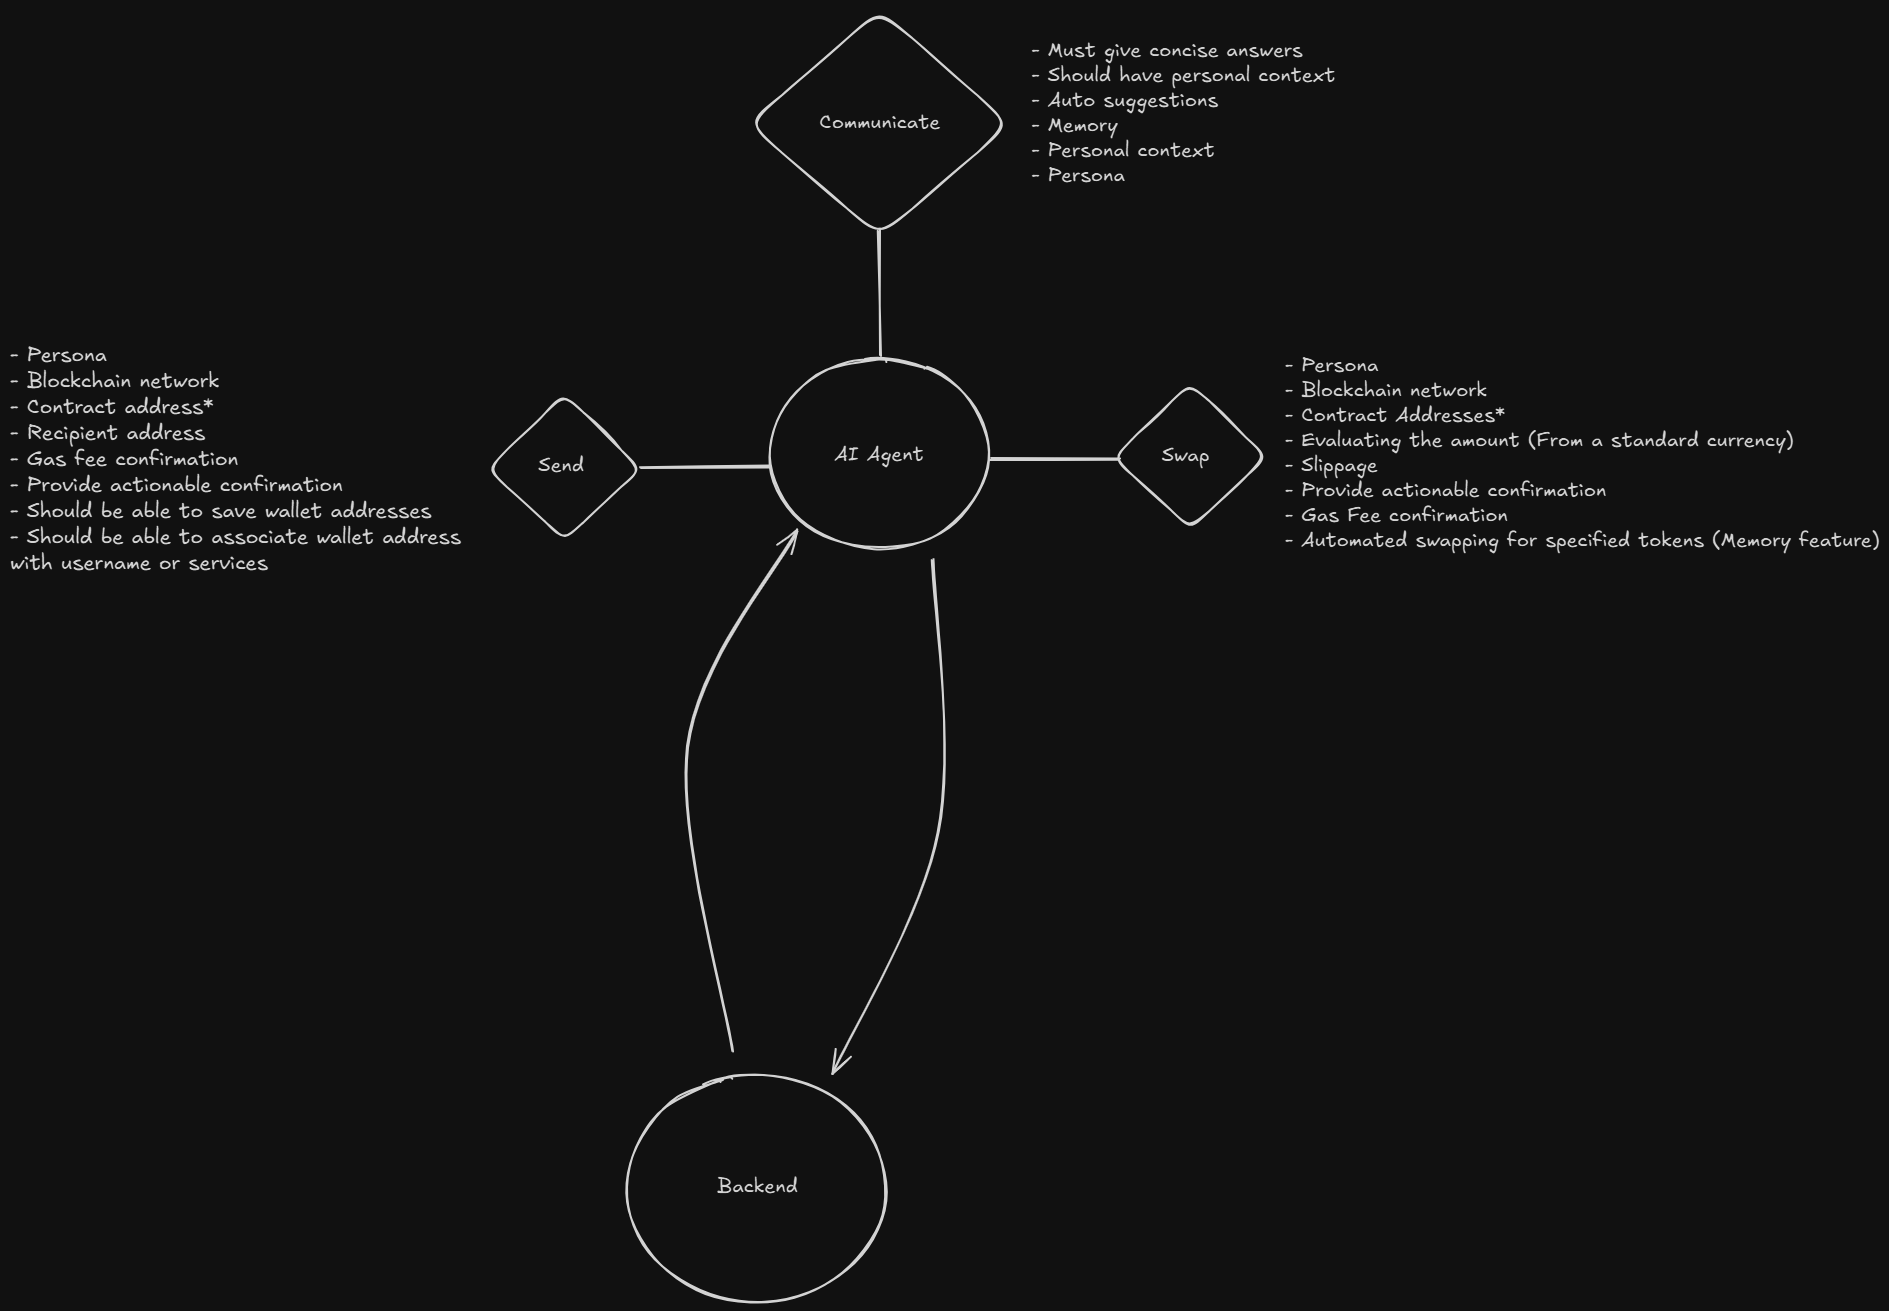 - Must give concise answers
- Should have personal context
- Auto suggestions
- Memory
- Personal context
- Persona
Communicate
- Persona
- Blockchain network
- Contract address*
- Recipient address
- Gas fee confirmation
- Provide actionable confirmation
- Should be able to save wallet addresses
- Should be able to associate wallet address
with username or services
Send
AI Agent
Swap
- Persona
- Blockchain network
- Contract Addresses*
- Evaluating the amount (From a standard currency)
- Slippage
- Provide actionable confirmation
- Gas Fee confirmation
- Automated swapping for specified tokens (Memory feature)
Backend